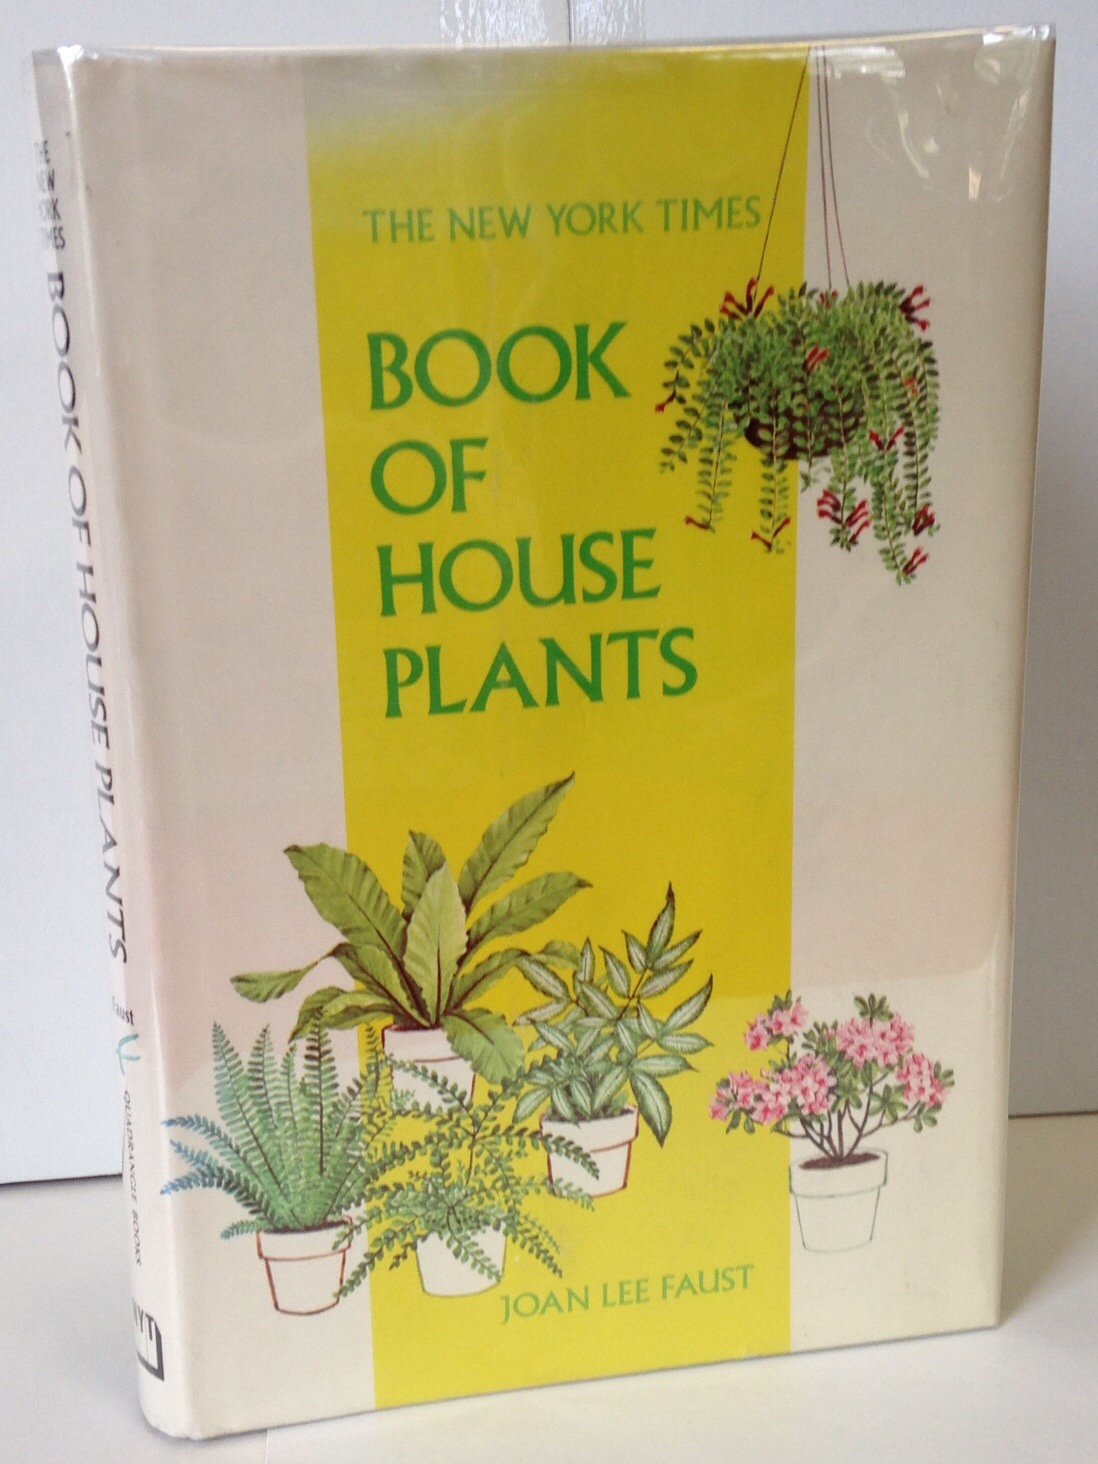 THE NEW YORK TIMES
BOOK
OF
HOUSE
PLANTS
JOAN LEE FAUST
BOOK OF HOUSE PLANTS
Faust
QUADRANGLE BOOKS